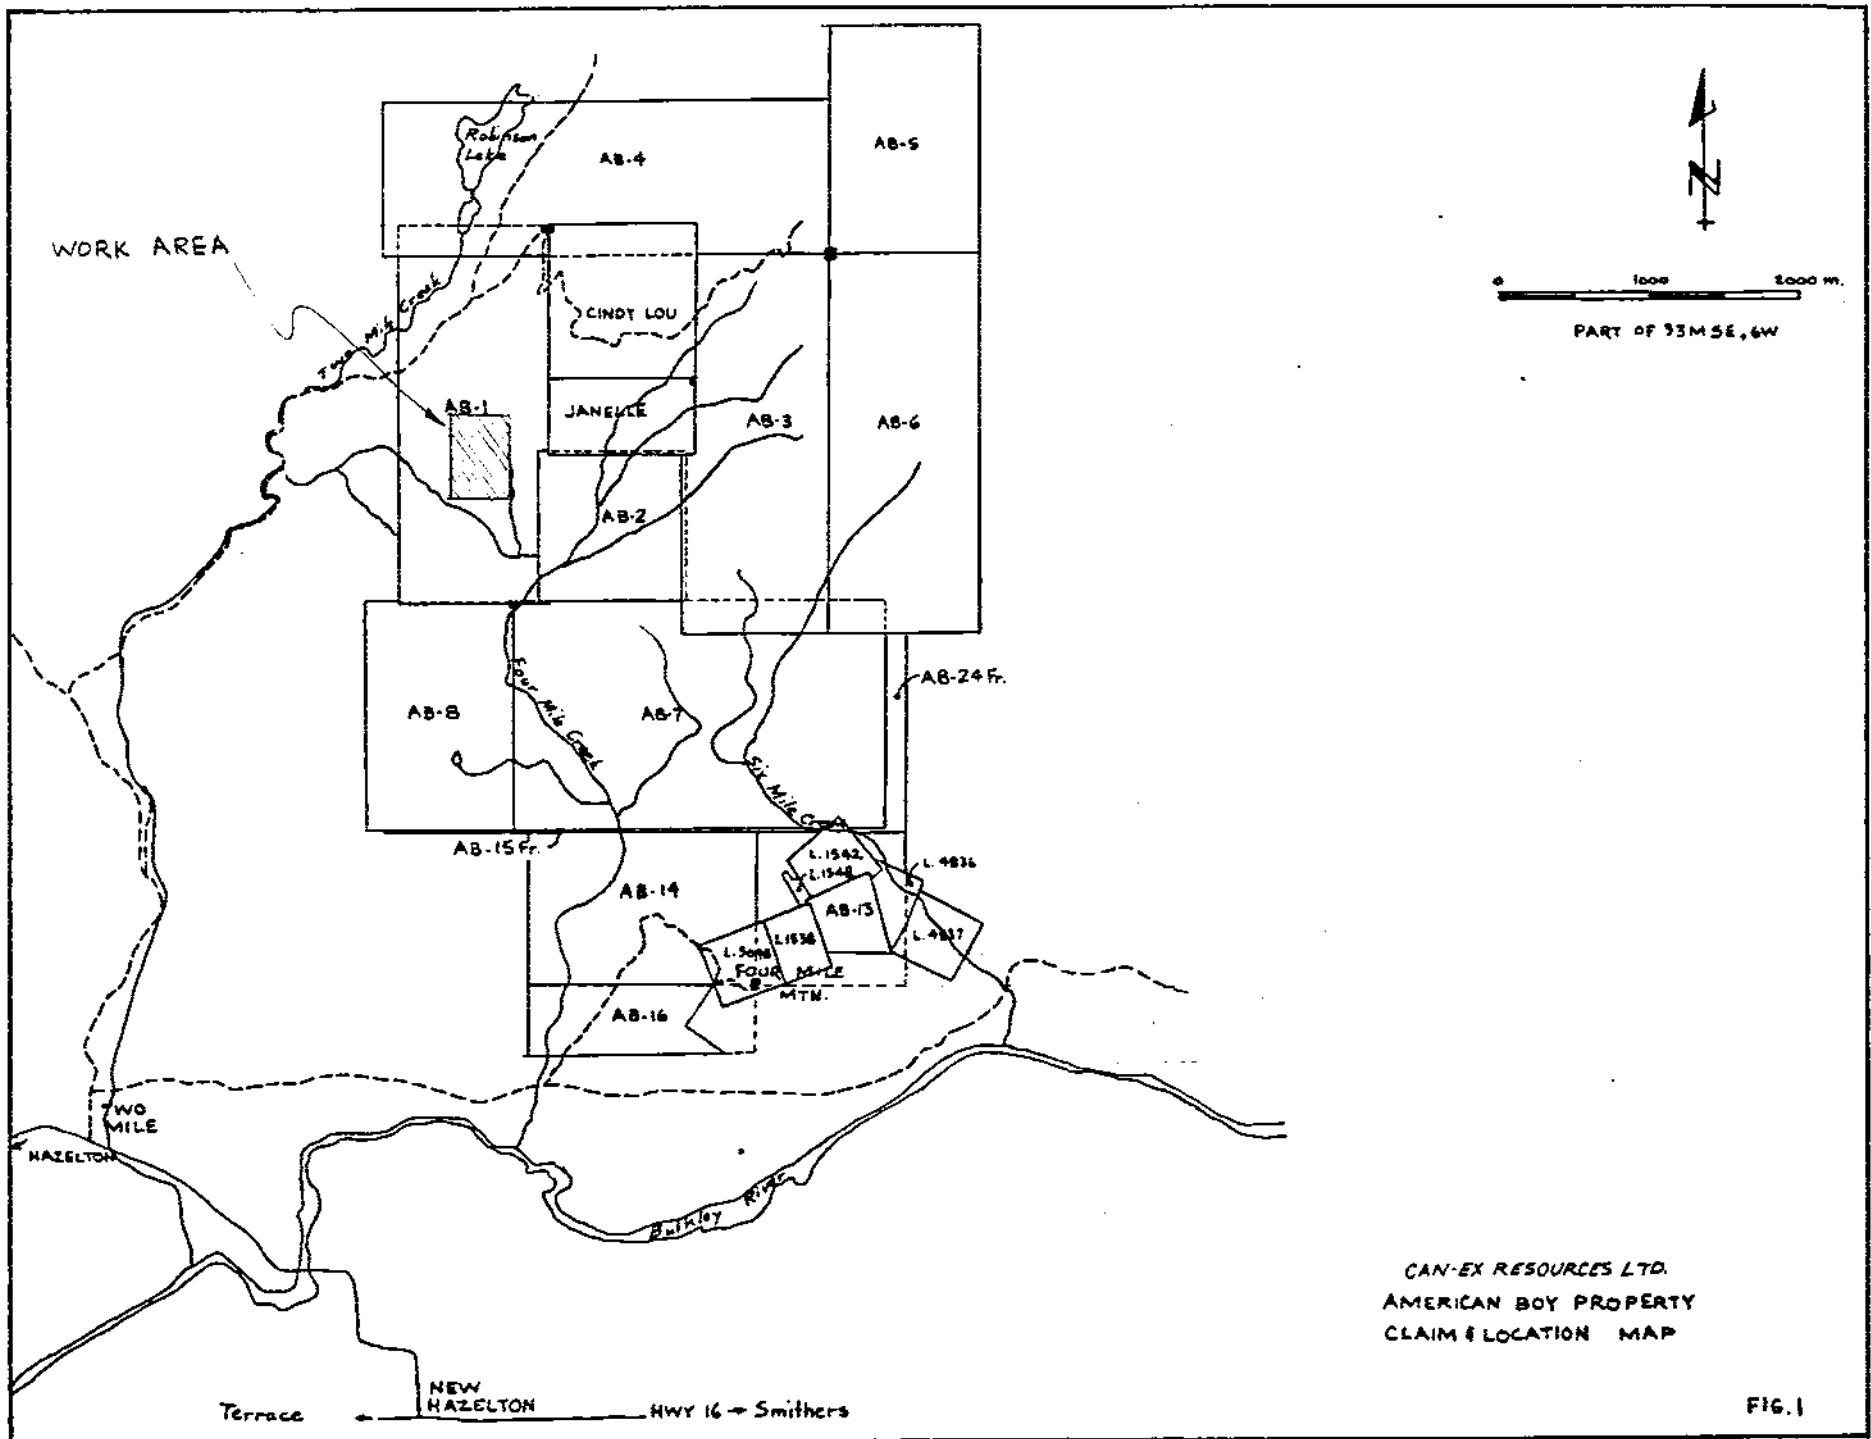 Robinson
Lake
AB-4
AB-5
N
WORK AREA
0 1000 2000 m.
PART OF 93M SE, 6W
Two Mile Creek
CINDY LOU
AB-1
JANELLE
AB-3
AB-6
AB-2
AB-24 Fr.
Four Mile Creek
AB-8
AB-7
Six Mile Creek
AB-15 Fr.
L.1542
L.1548
L.4836
AB-14
AB-13
L.1538
L.4837
FOUR MILE
MTN.
AB-16
TWO
MILE
HAZELTON
Bulkley River
CAN-EX RESOURCES LTD.
AMERICAN BOY PROPERTY
CLAIM & LOCATION MAP
NEW
HAZELTON
Terrace
HWY 16 → Smithers
FIG.1